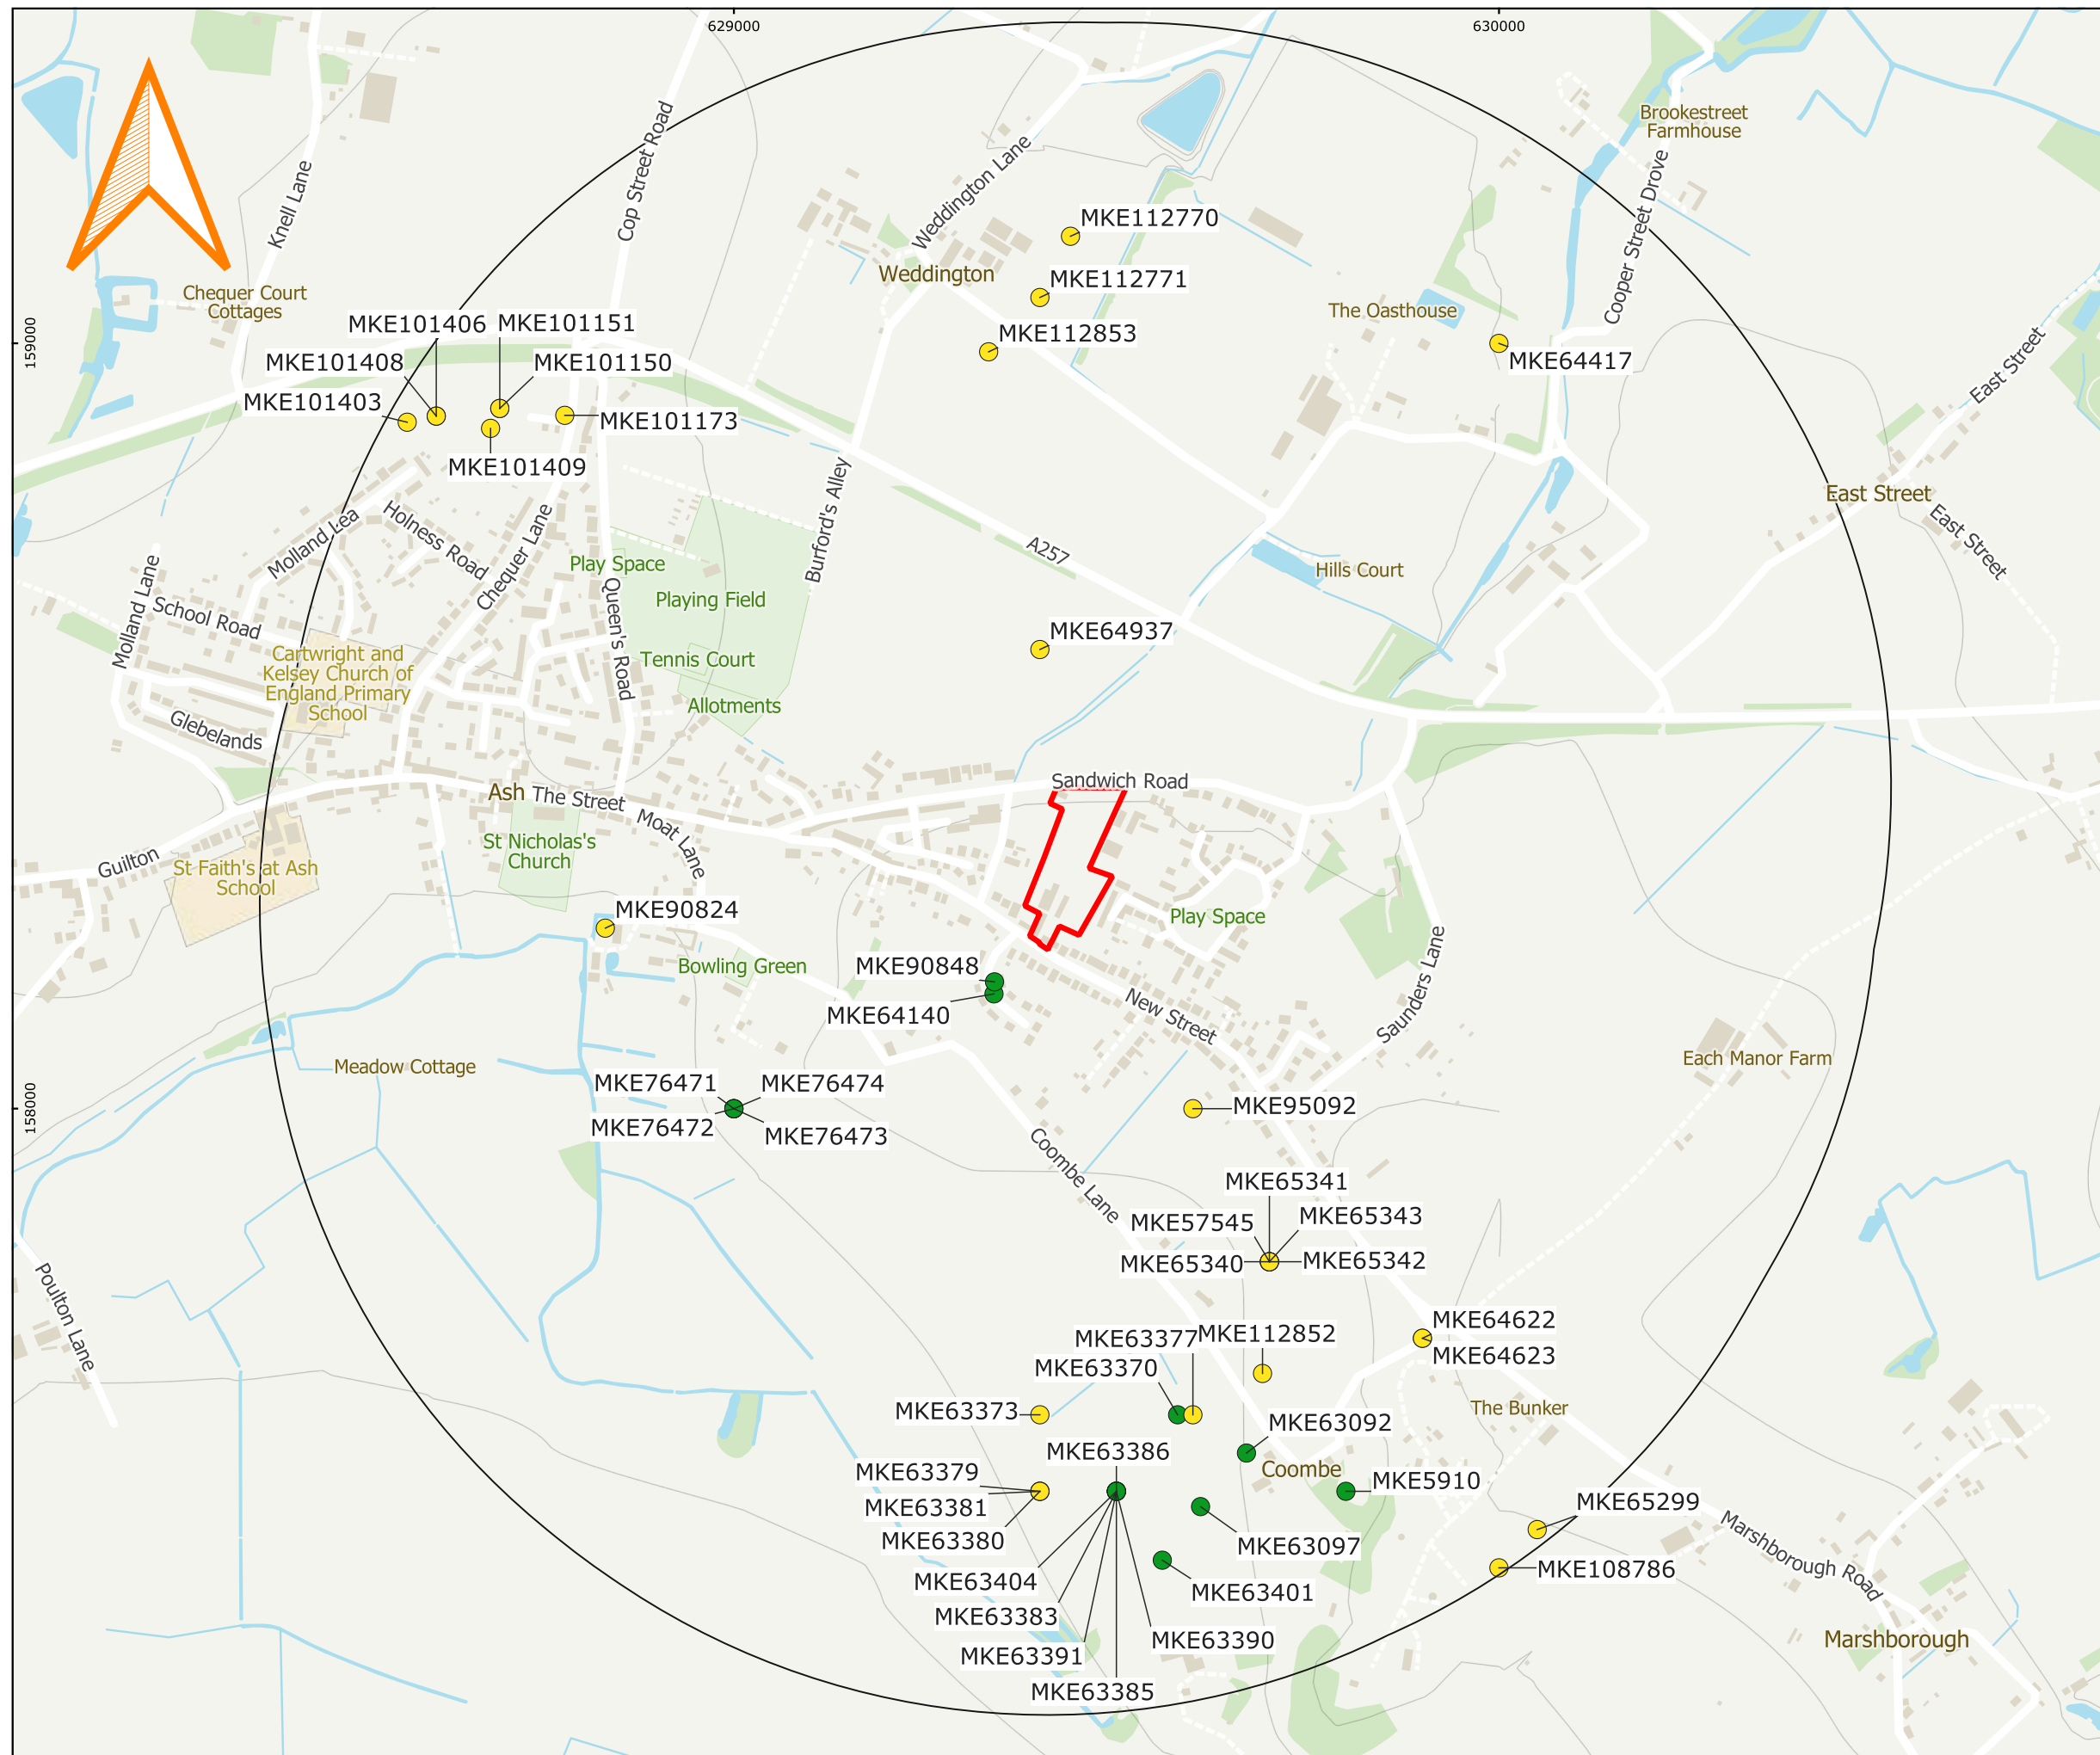 629000
630000
159000
158000
Brookestreet
Farmhouse
Knell Lane
Cop Street Road
Weddington Lane
Cooper Street Drove
MKE112770
Weddington
MKE112771
Chequer Court
Cottages
The Oasthouse
MKE101406
MKE101151
MKE112853
MKE101408
MKE101150
MKE64417
East Street
MKE101403
MKE101173
MKE101409
East Street
East Street
Molland Lea
Holness Road
Chequer Lane
Burford's Alley
A257
Play Space
Hills Court
Molland Lane
School Road
Queen's Road
Playing Field
MKE64937
Cartwright and
Kelsey Church of
England Primary
School
Tennis Court
Allotments
Glebelands
Sandwich Road
Ash
The Street
Moat Lane
St Nicholas's
Church
Guilton
St Faith's at Ash
School
MKE90824
Play Space
Bowling Green
MKE90848
MKE64140
New Street
Saunders Lane
Meadow Cottage
Each Manor Farm
MKE76471
MKE76474
MKE76472
MKE76473
MKE95092
Coombe Lane
MKE65341
MKE57545
MKE65343
MKE65340
MKE65342
Poulton Lane
MKE64622
MKE63377
MKE112852
MKE64623
MKE63370
MKE63373
The Bunker
MKE63092
MKE63386
Coombe
MKE63379
MKE5910
MKE63381
MKE65299
MKE63380
MKE63097
Marshborough Road
MKE63404
MKE108786
MKE63401
MKE63383
MKE63390
Marshborough
MKE63391
MKE63385